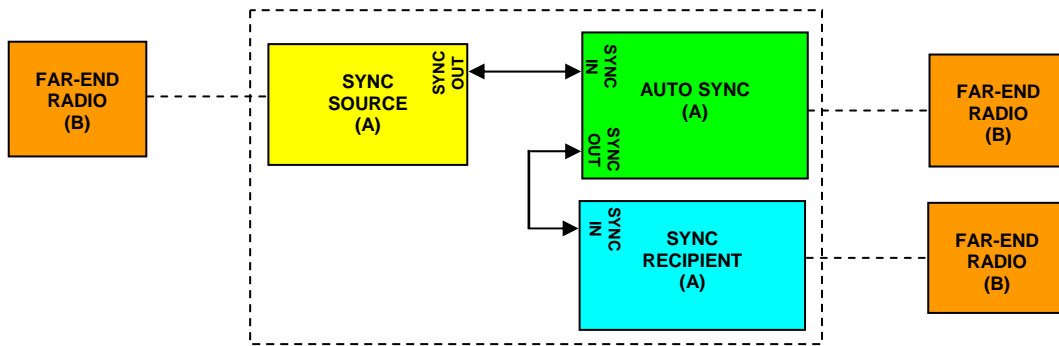 FAR-END
RADIO
(B)
SYNC
SOURCE
(A)
SYNC
OUT
SYNC
IN
AUTO SYNC
(A)
SYNC
OUT
FAR-END
RADIO
(B)
SYNC
IN
SYNC
RECIPIENT
(A)
FAR-END
RADIO
(B)